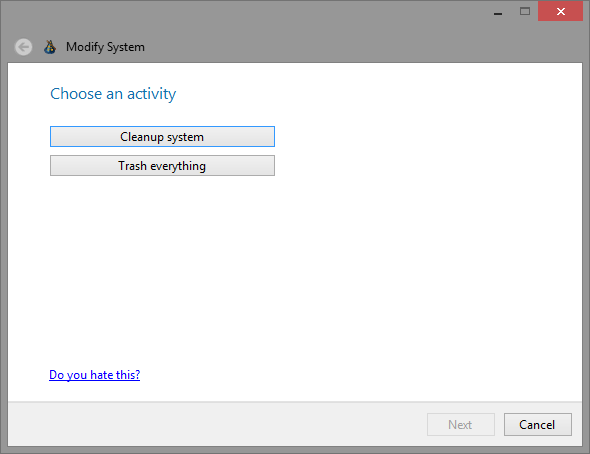 Modify System
Choose an activity
Cleanup system
Trash everything
Do you hate this?
Next
Cancel